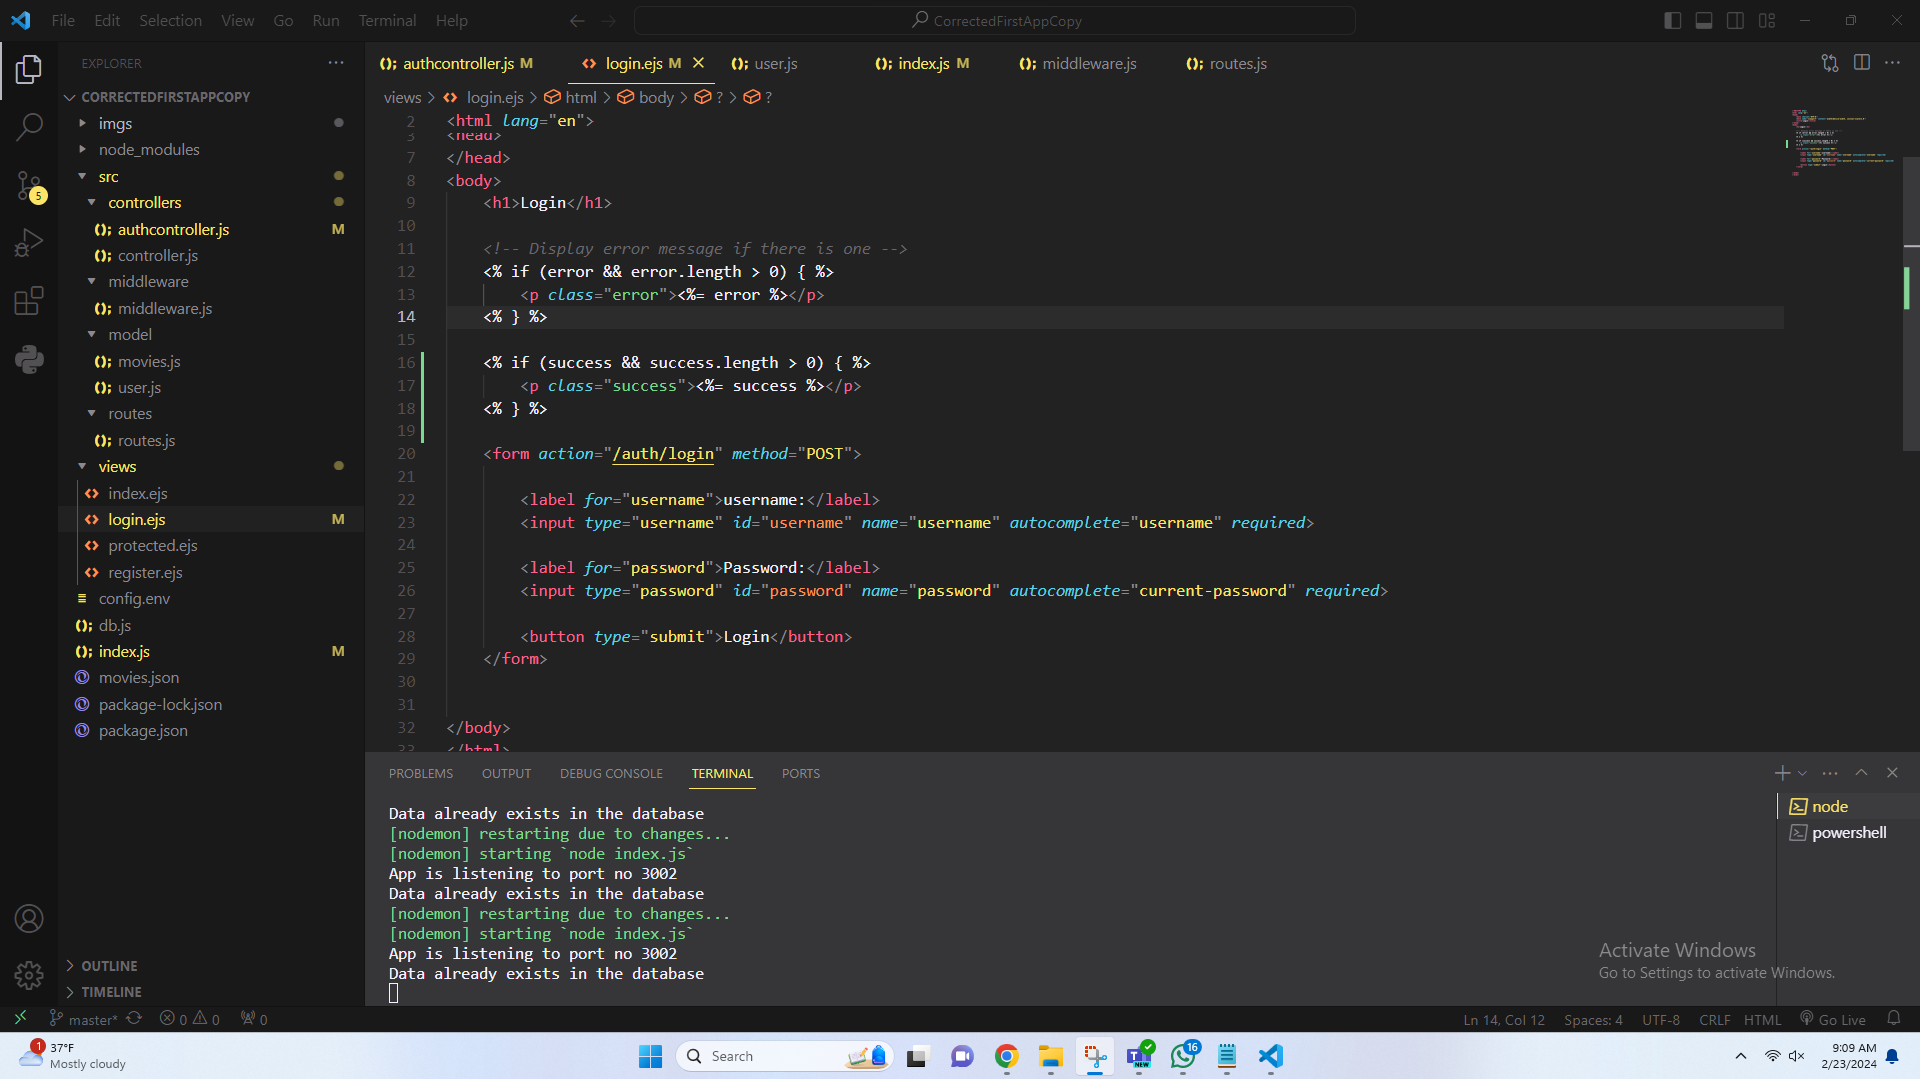 File Edit Selection View Go Run Terminal Help
CorrectedFirstAppCopy
EXPLORER
CORRECTEDFIRSTAPPCOPY
imgs
node_modules
src
controllers
authcontroller.js M
controller.js
middleware
middleware.js
model
movies.js
user.js
routes
routes.js
views
index.ejs
login.ejs M
protected.ejs
register.ejs
config.env
db.js
index.js M
movies.json
package-lock.json
package.json
OUTLINE
TIMELINE
5
authcontroller.js M login.ejs M user.js index.js M middleware.js routes.js
views > login.ejs > html > body > ? > ?
2 <html lang="en">
3 <head>
7 </head>
8 <body>
9 <h1>Login</h1>
10
11 <!-- Display error message if there is one -->
12 <% if (error && error.length > 0) { %>
13 <p class="error"><%= error %></p>
14 <% } %>
15
16 <% if (success && success.length > 0) { %>
17 <p class="success"><%= success %></p>
18 <% } %>
19
20 <form action="/auth/login" method="POST">
21
22 <label for="username">username:</label>
23 <input type="username" id="username" name="username" autocomplete="username" required>
24
25 <label for="password">Password:</label>
26 <input type="password" id="password" name="password" autocomplete="current-password" required>
27
28 <button type="submit">Login</button>
29 </form>
30
31
32 </body>
33 </html>
PROBLEMS OUTPUT DEBUG CONSOLE TERMINAL PORTS
Data already exists in the database
[nodemon] restarting due to changes...
[nodemon] starting `node index.js`
App is listening to port no 3002
Data already exists in the database
[nodemon] restarting due to changes...
[nodemon] starting `node index.js`
App is listening to port no 3002
Data already exists in the database
node
powershell
Activate Windows
Go to Settings to activate Windows.
master* 0 0 0
Ln 14, Col 12 Spaces: 4 UTF-8 CRLF HTML Go Live
1
37°F
Mostly cloudy
Search
NEW
16
9:09 AM
2/23/2024